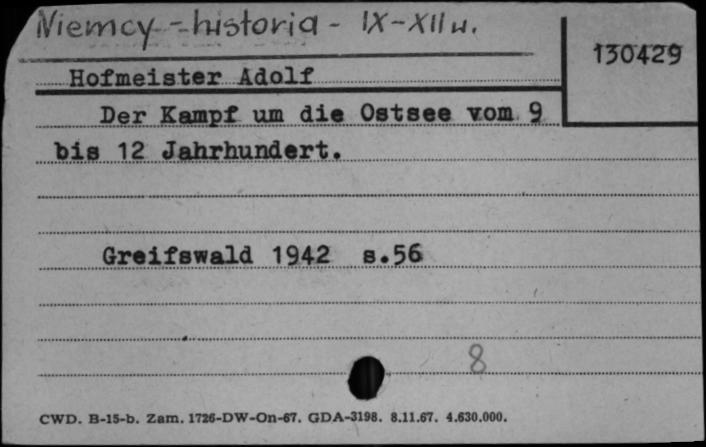 Niemcy - historia - IX-XII w.
130429
Hofmeister Adolf
Der Kampf um die Ostsee vom 9
bis 12 Jahrhundert.
Greifswald 1942 s.56
8
CWD. B-15-b. Zam. 1726-DW-On-67. GDA-3198. 8.11.67. 4.630.000.